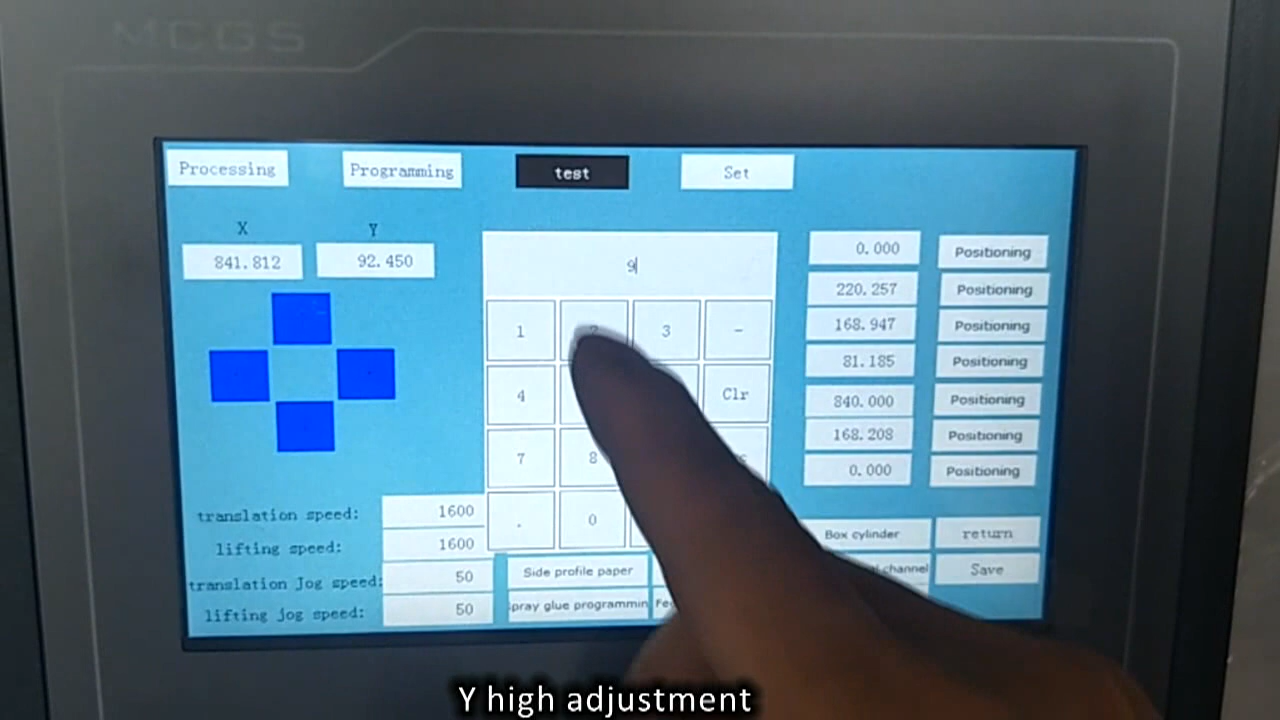 MCGS
Processing
Programming
test
Set
X
Y
841.812
92.450
9
0.000
Positioning
220.257
Positioning
168.947
Positioning
81.185
Positioning
840.000
Positioning
168.208
Positioning
0.000
Positioning
1
2
3
-
4
Clr
7
8
.
0
translation speed:
1600
lifting speed:
1600
translation Jog speed:
50
lifting jog speed:
50
Side profile paper
pray glue programmin
Box cylinder
return
channel
Save
Y high adjustment